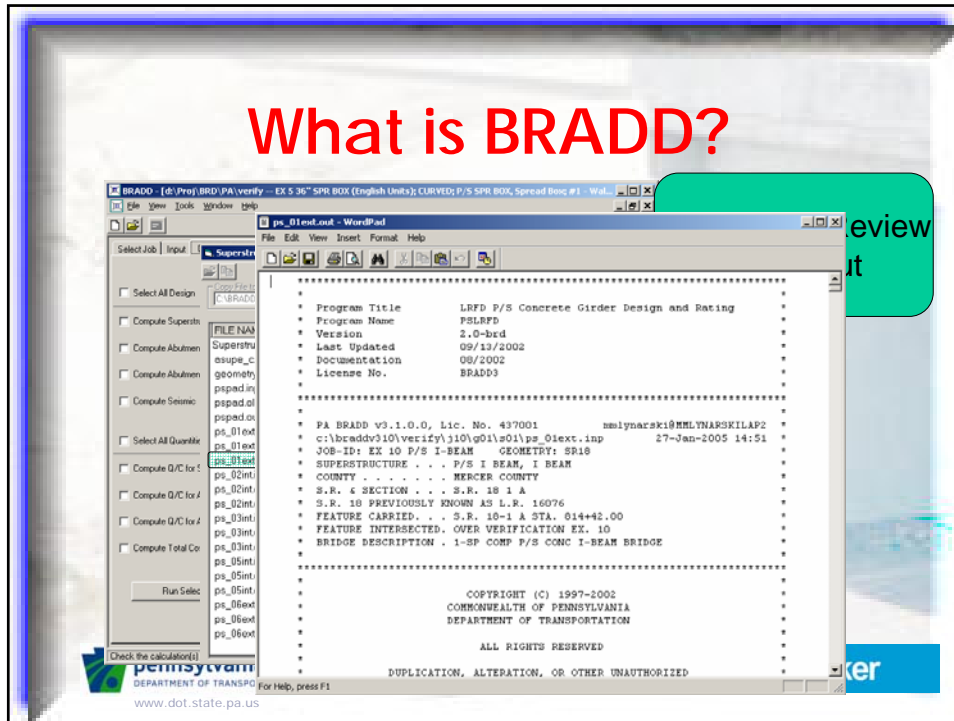 What is BRADD?
BRADD - [d:\Proj\BRD\PA\verify -- EX 5 36" SPR BOX (English Units); CURVED; P/S SPR BOX, Spread Box; #1 - Wal...
File View Tools Window Help
Select Job Input
Select All Design
Compute Superstr
Compute Abutmen
Compute Abutmen
Compute Seismic
Select All Quantitie
Compute Q/C for S
Compute Q/C for A
Compute Q/C for A
Compute Total Co
Run Selec
Check the calculation(s)
Superstr
Copy File to
C:\BRADD
FILE NAM
Superstru
asupe_c
geometry
pspad.inp
pspad.ol
pspad.ou
ps_01ext
ps_01ext
ps_01ext
ps_02int.
ps_02int.
ps_02int.
ps_03int.
ps_03int.
ps_03int.
ps_05int.
ps_05int.
ps_05int.
ps_06ext
ps_06ext
ps_06ext
ps_01ext.out - WordPad
File Edit View Insert Format Help
********************************************************************************
* Program Title LRFD P/S Concrete Girder Design and Rating *
* Program Name PSLRFD *
* Version 2.0-brd *
* Last Updated 09/13/2002 *
* Documentation 08/2002 *
* License No. BRADD3 *
********************************************************************************
* PA BRADD v3.1.0.0, Lic. No. 437001 mmlynarski@MMLYNARSKILAP2 *
* c:\braddv310\verify\j10\g01\s01\ps_01ext.inp 27-Jan-2005 14:51 *
* JOB-ID: EX 10 P/S I-BEAM GEOMETRY: SR18 *
* SUPERSTRUCTURE . . . P/S I BEAM, I BEAM *
* COUNTY . . . . . . . MERCER COUNTY *
* S.R. & SECTION . . . S.R. 18 1 A *
* S.R. 18 PREVIOUSLY KNOWN AS L.R. 16076 *
* FEATURE CARRIED. . . S.R. 18-1 A STA. 814+42.00 *
* FEATURE INTERSECTED. OVER VERIFICATION EX. 10 *
* BRIDGE DESCRIPTION . 1-SP COMP P/S CONC I-BEAM BRIDGE *
********************************************************************************
* COPYRIGHT (C) 1997-2002 *
* COMMONWEALTH OF PENNSYLVANIA *
* DEPARTMENT OF TRANSPORTATION *
* ALL RIGHTS RESERVED *
* DUPLICATION, ALTERATION, OR OTHER UNAUTHORIZED *
For Help, press F1
eview
ut
pennsylvani
DEPARTMENT OF TRANSPO
www.dot.state.pa.us
ker